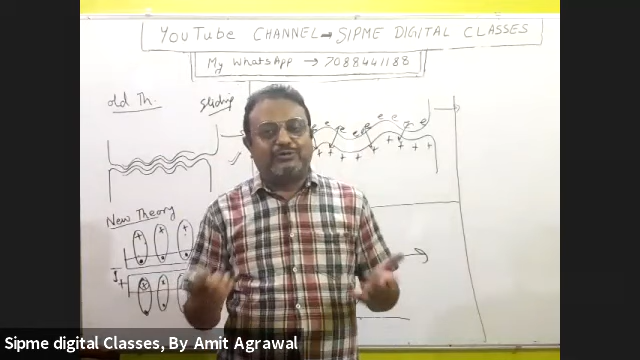 YouTube CHANNEL - SIPME DIGITAL CLASSES
My WhatsApp → 7088441188
old Th.
sliding
New Theory
Sipme digital Classes, By Amit Agrawal